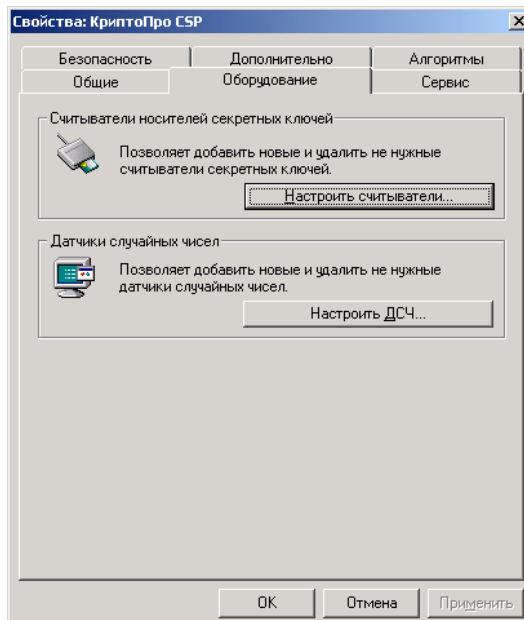 Свойства: КриптоПро CSP
Безопасность Дополнительно Алгоритмы
Общие Оборудование Сервис
Считыватели носителей секретных ключей
Позволяет добавить новые и удалить не нужные
считыватели секретных ключей.
Настроить считыватели...
Датчики случайных чисел
Позволяет добавить новые и удалить не нужные
датчики случайных чисел.
Настроить ДСЧ...
OK Отмена Применить